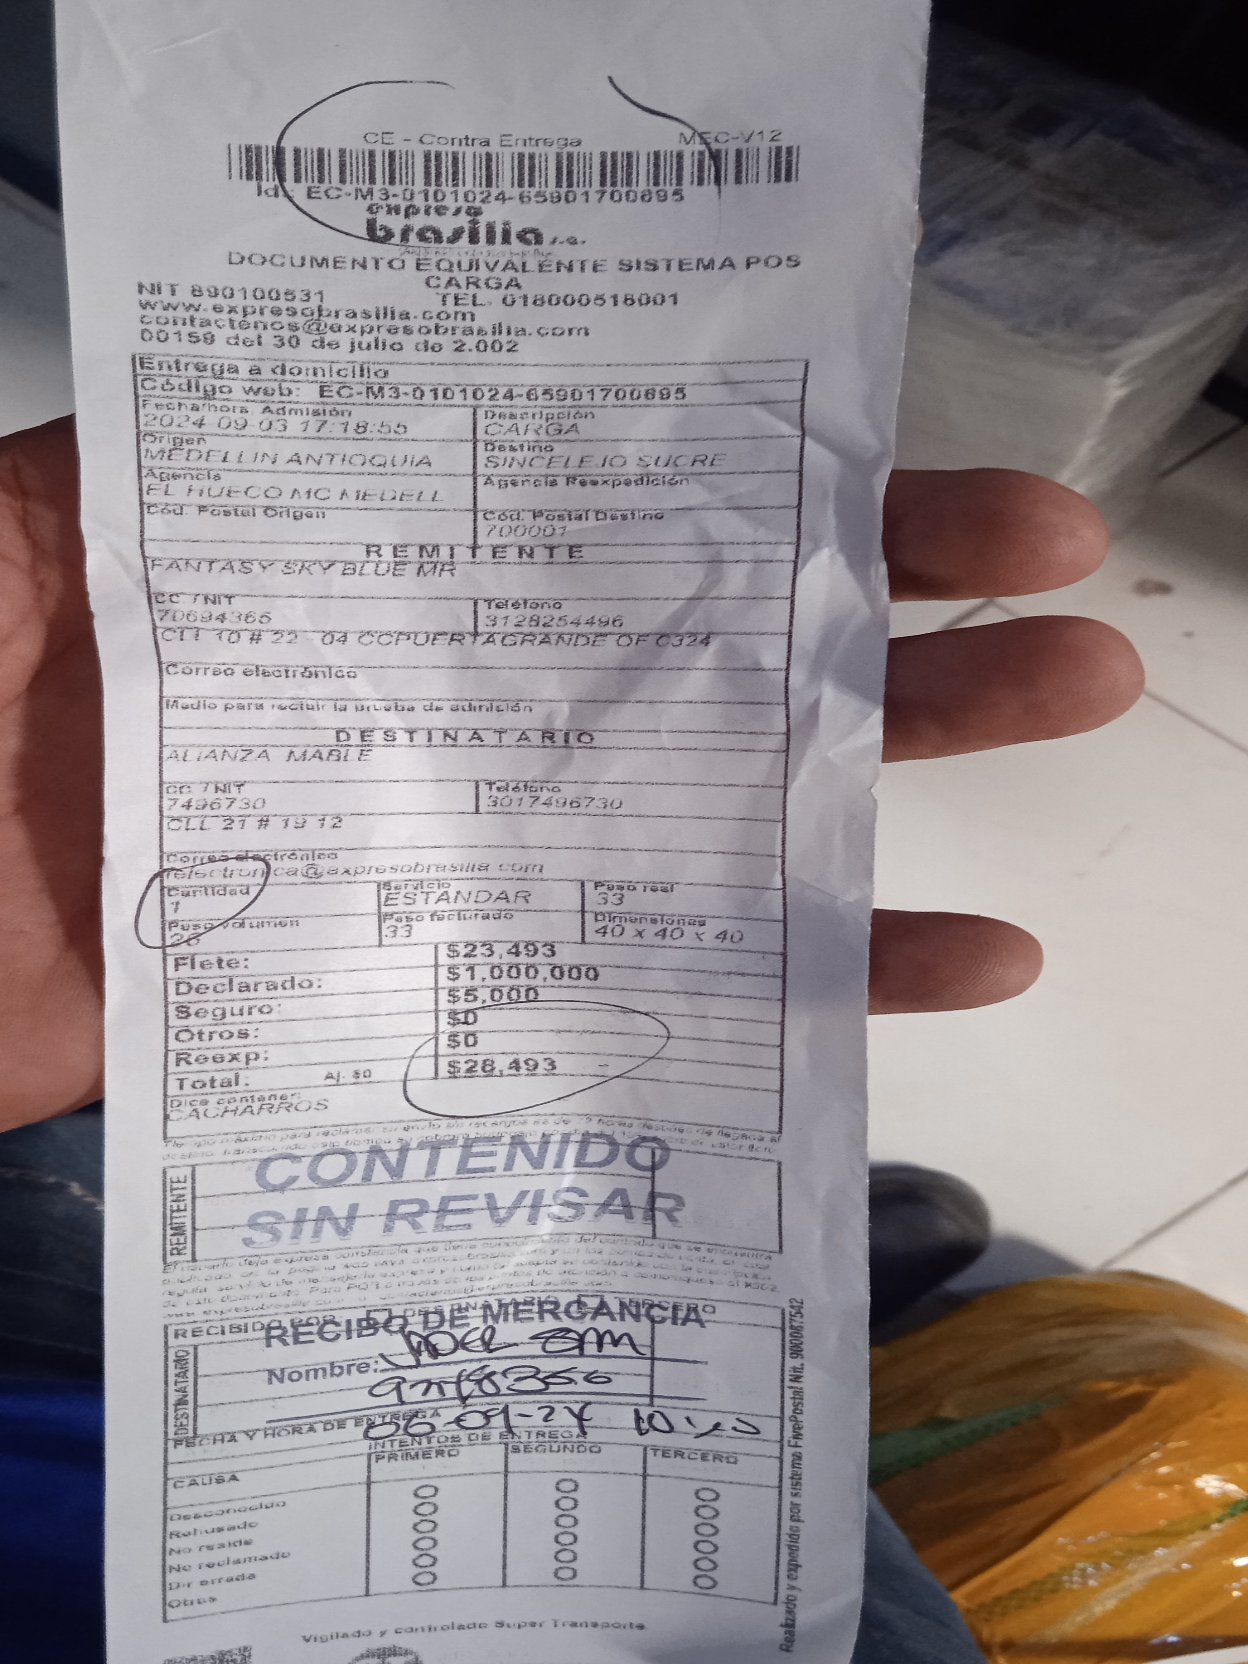 CE - Contra Entrega MEC-V12
Id. EC-M3-0101024-65901700695
expreso
brasilia s.a.
DOCUMENTO EQUIVALENTE SISTEMA POS
CARGA
NIT 890100531 TEL. 018000518001
www.expresobrasilia.com
contactenos@expresobrasilia.com
00159 del 30 de julio de 2.002
Entrega a domicilio
Código web: EC-M3-0101024-65901700695
Fecha/hora. Admisión Descripción
2024-09-03 17:18:55 CARGA
Origen Destino
MEDELLIN ANTIOQUIA SINCELEJO SUCRE
Agencia Agencia Reexpedición
EL HUECO MC MEDELL
Cód. Postal Origen Cód. Postal Destino
700001
REMITENTE
FANTASY SKY BLUE MR
CC / NIT Teléfono
70694365 3128254496
CLL 10 # 22 - 04 CCPUERTAGRANDE OF C324
Correo electrónico
Medio para recibir la prueba de admisión
DESTINATARIO
ALIANZA MABLE
CC / NIT Teléfono
7496730 3017496730
CLL 21 # 19 12
Correo electrónico
felectronica@expresobrasilia.com
Cantidad Servicio Peso real
1 ESTANDAR 33
Peso volumen Peso facturado Dimensiones
26 33 40 x 40 x 40
Flete: $23,493
Declarado: $1,000,000
Seguro: $5,000
Otros: $0
Reexp: $0
Total: Aj. $0 $28,493
Dice contener:
CACHARROS
CONTENIDO
SIN REVISAR
REMITENTE
RECIBIDO POR DESTINATARIO TERCERO
RECIBO DE MERCANCIA
Nombre:
DESTINATARIO
FECHA Y HORA DE ENTREGA 06-09-24
INTENTOS DE ENTREGA
CAUSA PRIMERO SEGUNDO TERCERO
Desconocido
Rehusado
No reside
No reclamado
Dir errada
Otros
Vigilado y controlado Super Transporte
Realizado y expedido por sistema FivePostal Nit. 900087542